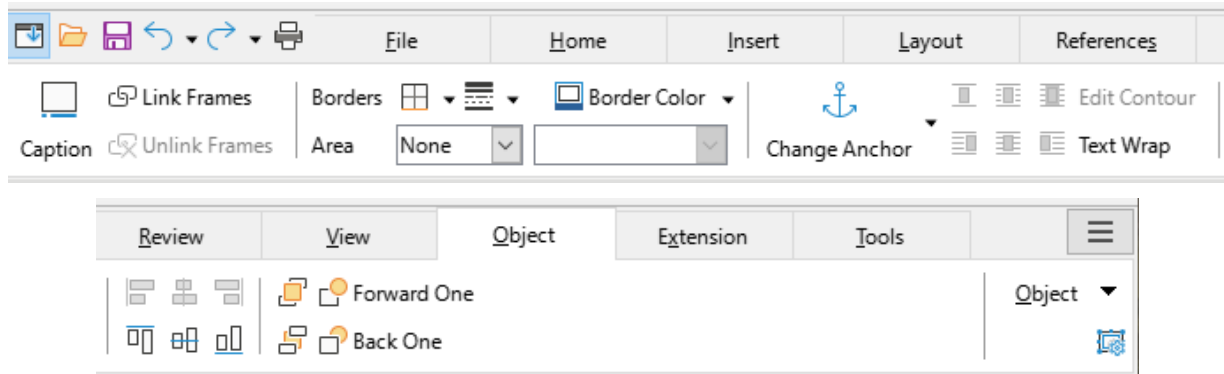 File Home Insert Layout References
Link Frames Borders Border Color Edit Contour
Caption Unlink Frames Area None Change Anchor Text Wrap
Review View Object Extension Tools
Forward One Object
Back One